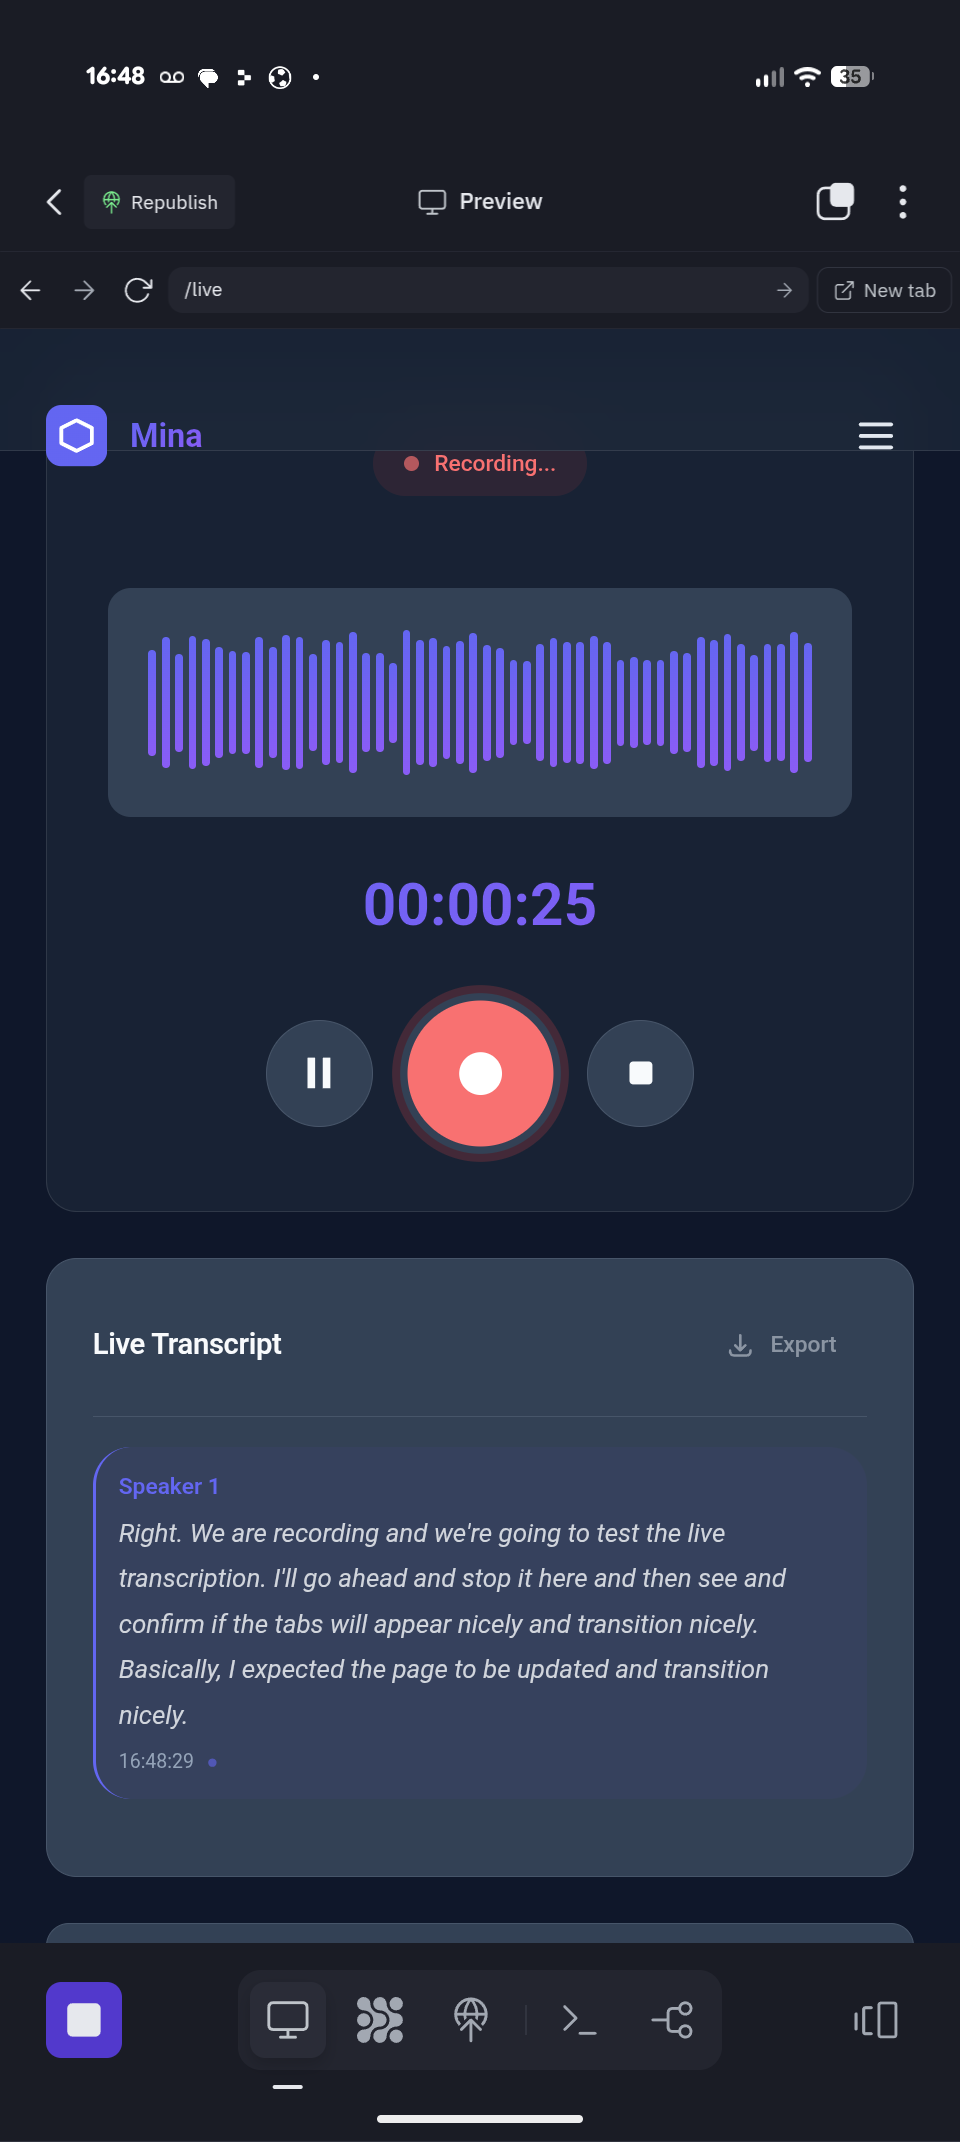 16:48
35
Republish
Preview
/live
New tab
Mina
Recording...
00:00:25
Live Transcript
Export
Speaker 1
Right. We are recording and we're going to test the live
transcription. I'll go ahead and stop it here and then see and
confirm if the tabs will appear nicely and transition nicely.
Basically, I expected the page to be updated and transition
nicely.
16:48:29